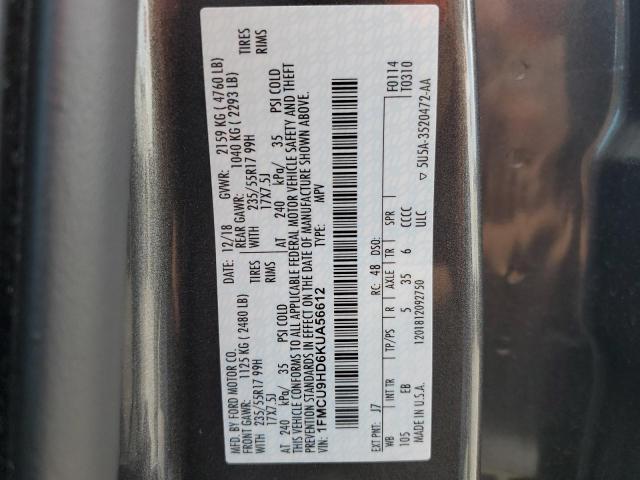 MFD. BY FORD MOTOR CO.
DATE: 12/18 GVWR: 2159 KG ( 4760 LB)
FRONT GAWR: 1125 KG ( 2480 LB) REAR GAWR: 1040 KG ( 2293 LB)
WITH 235/55R17 99H TIRES WITH 235/55R17 99H TIRES
17X7.5J RIMS 17X7.5J RIMS
AT 240 kPa/ 35 PSI COLD AT 240 kPa/ 35 PSI COLD
THIS VEHICLE CONFORMS TO ALL APPLICABLE FEDERAL MOTOR VEHICLE SAFETY AND THEFT
PREVENTION STANDARDS IN EFFECT ON THE DATE OF MANUFACTURE SHOWN ABOVE.
VIN: 1FMCU9HD6KUA56612 TYPE: MPV
EXT PNT: J7 RC: 48 DSO: F0114
WB INT TR TP/PS R AXLE TR SPR T0310
105 EB 5 35 6 CCCC
MADE IN U.S.A. 1201812092750 ULC ▽ 5U5A-3520472-AA